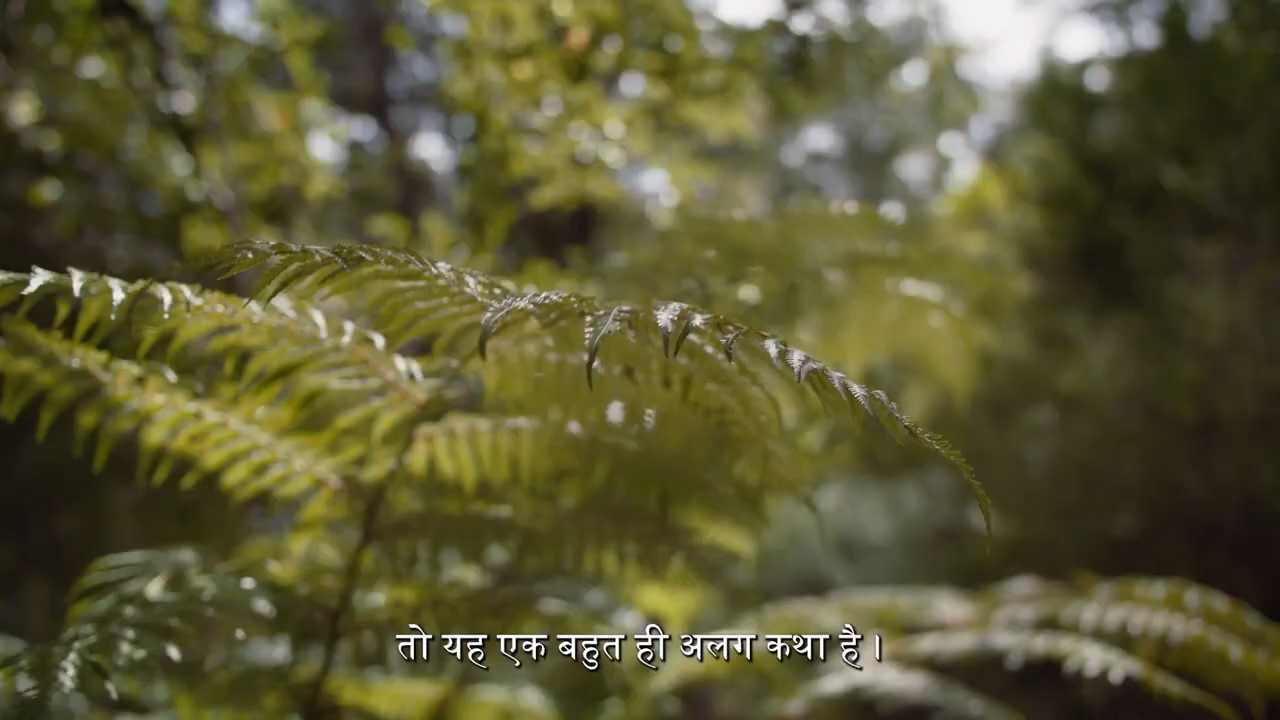 तो यह एक बहुत ही अलग कथा है।